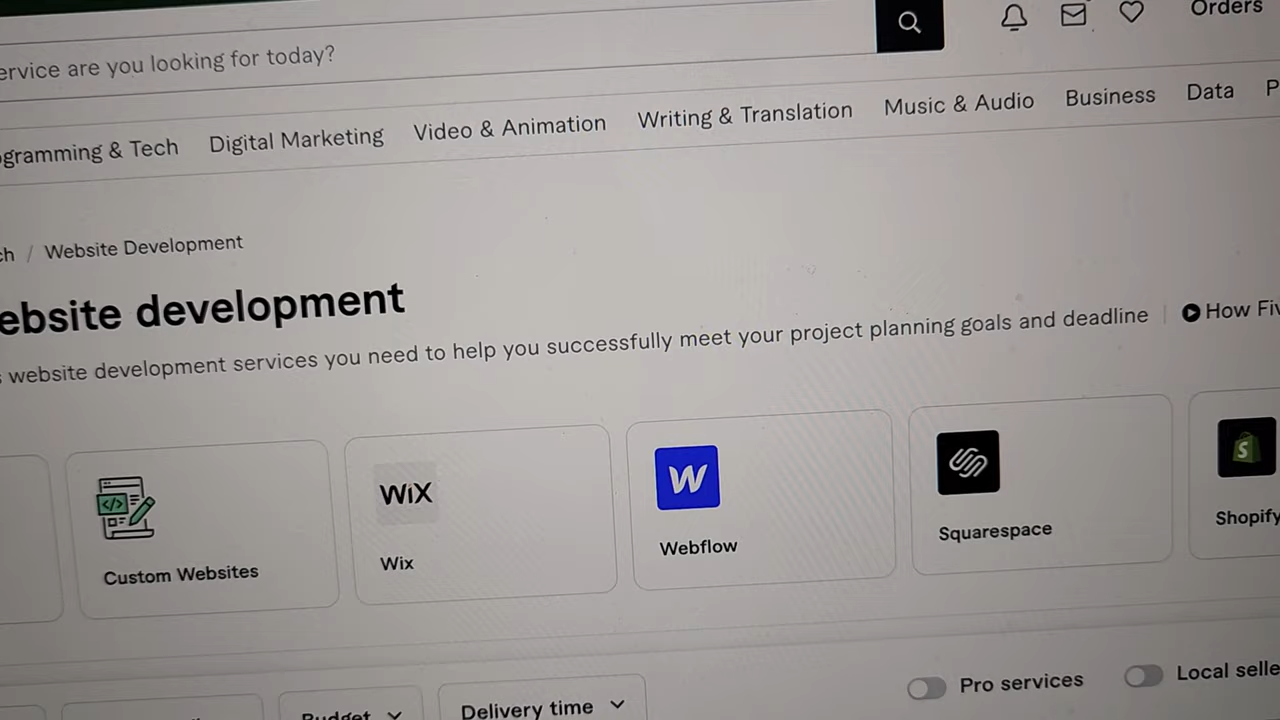 ervice are you looking for today?
Orders
ogramming & Tech Digital Marketing Video & Animation Writing & Translation Music & Audio Business Data P
ch / Website Development
ebsite development
s website development services you need to help you successfully meet your project planning goals and deadline | How Fiv
</>
WiX
W
S
Custom Websites
Wix
Webflow
Squarespace
Shopify
Budget
Delivery time
Pro services
Local selle